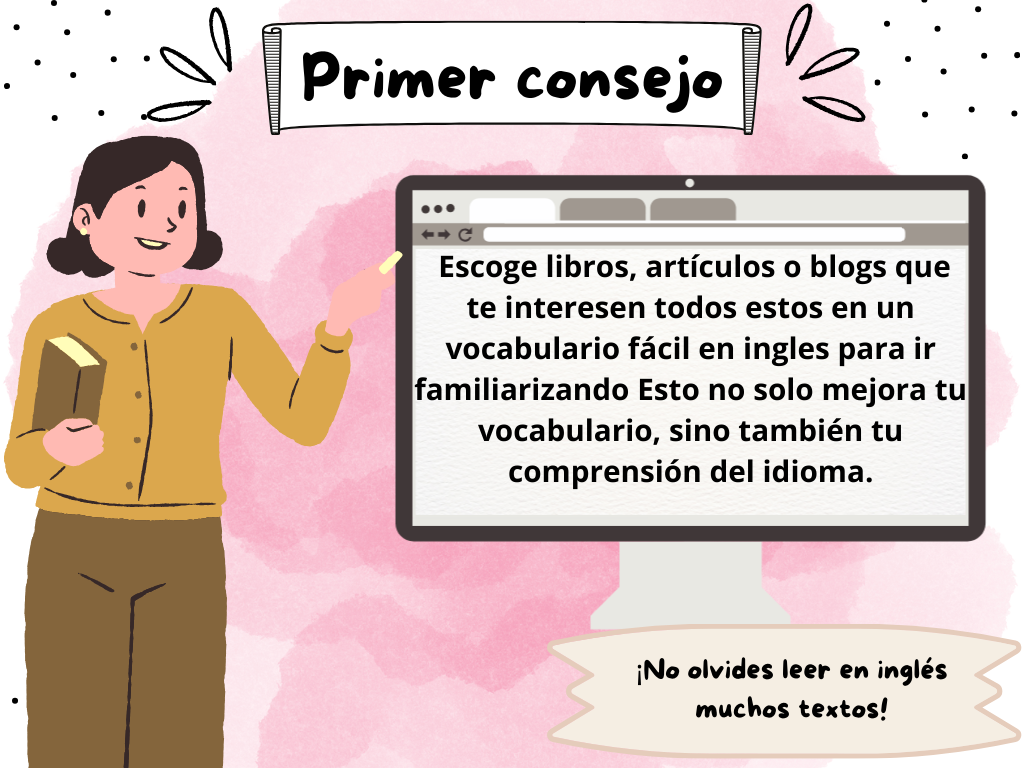 Primer consejo
Escoge libros, artículos o blogs que
te interesen todos estos en un
vocabulario fácil en ingles para ir
familiarizando Esto no solo mejora tu
vocabulario, sino también tu
comprensión del idioma.
¡No olvides leer en inglés
muchos textos!